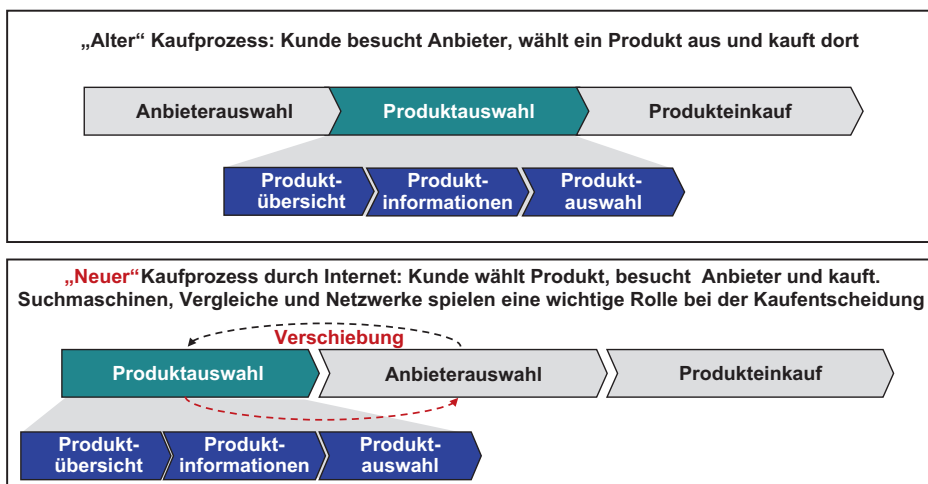 „Alter“ Kaufprozess: Kunde besucht Anbieter, wählt ein Produkt aus und kauft dort
Anbieterauswahl
Produktauswahl
Produkteinkauf
Produkt-
übersicht
Produkt-
informationen
Produkt-
auswahl
„Neuer“ Kaufprozess durch Internet: Kunde wählt Produkt, besucht Anbieter und kauft.
Suchmaschinen, Vergleiche und Netzwerke spielen eine wichtige Rolle bei der Kaufentscheidung
Verschiebung
Produktauswahl
Anbieterauswahl
Produkteinkauf
Produkt-
übersicht
Produkt-
informationen
Produkt-
auswahl